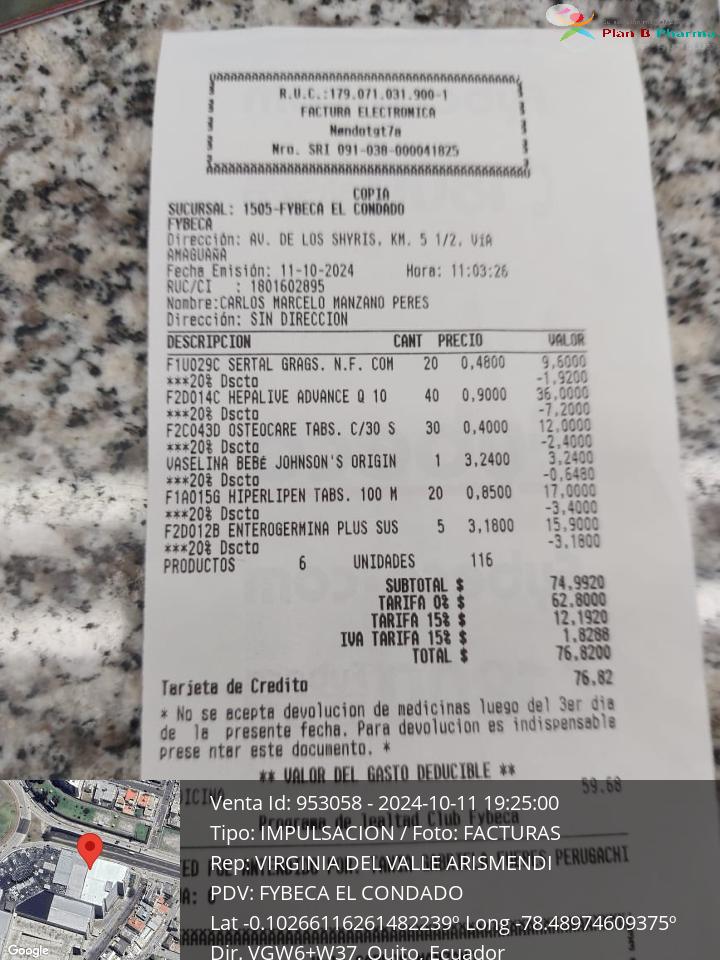 Plan B Pharma
R.U.C.:179.071.031.900-1
FACTURA ELECTRONICA
Nandotgt7a
Nro. SRI 091-038-000041825
COPIA
SUCURSAL: 1505-FYBECA EL CONDADO
FYBECA
Dirección: AV. DE LOS SHYRIS, KM. 5 1/2, VíA
AMAGUAÑA
Fecha Emisión: 11-10-2024 Hora: 11:03:26
RUC/CI : 1801602895
Nombre:CARLOS MARCELO MANZANO PERES
Dirección: SIN DIRECCION
DESCRIPCION CANT PRECIO VALOR
F1U029C SERTAL GRAGS. N.F. COM 20 0,4800 9,6000
***20% Dscto -1,9200
F2D014C HEPALIVE ADVANCE Q 10 40 0,9000 36,0000
***20% Dscto -7,2000
F2C043D OSTEOCARE TABS. C/30 S 30 0,4000 12,0000
***20% Dscto -2,4000
VASELINA BEBé JOHNSON'S ORIGIN 1 3,2400 3,2400
***20% Dscto -0,6480
F1A015G HIPERLIPEN TABS. 100 M 20 0,8500 17,0000
***20% Dscto -3,4000
F2D012B ENTEROGERMINA PLUS SUS 5 3,1800 15,9000
***20% Dscto -3,1800
PRODUCTOS 6 UNIDADES 116
SUBTOTAL $ 74,9920
TARIFA 0% $ 62,8000
TARIFA 15% $ 12,1920
IVA TARIFA 15% $ 1,8288
TOTAL $ 76,8200
Tarjeta de Credito 76,82
* No se acepta devolucion de medicinas luego del 3er dia
de la presente fecha. Para devolucion es indispensable
prese ntar este documento. *
** VALOR DEL GASTO DEDUCIBLE **
59.68
Programa de lealtad Club Fybeca
PERUGACHI
Venta Id: 953058 - 2024-10-11 19:25:00
Tipo: IMPULSACION / Foto: FACTURAS
Rep: VIRGINIA DEL VALLE ARISMENDI
PDV: FYBECA EL CONDADO
Lat -0.10266116261482239º Long -78.48974609375º
Dir. VGW6+W37, Quito, Ecuador
Google